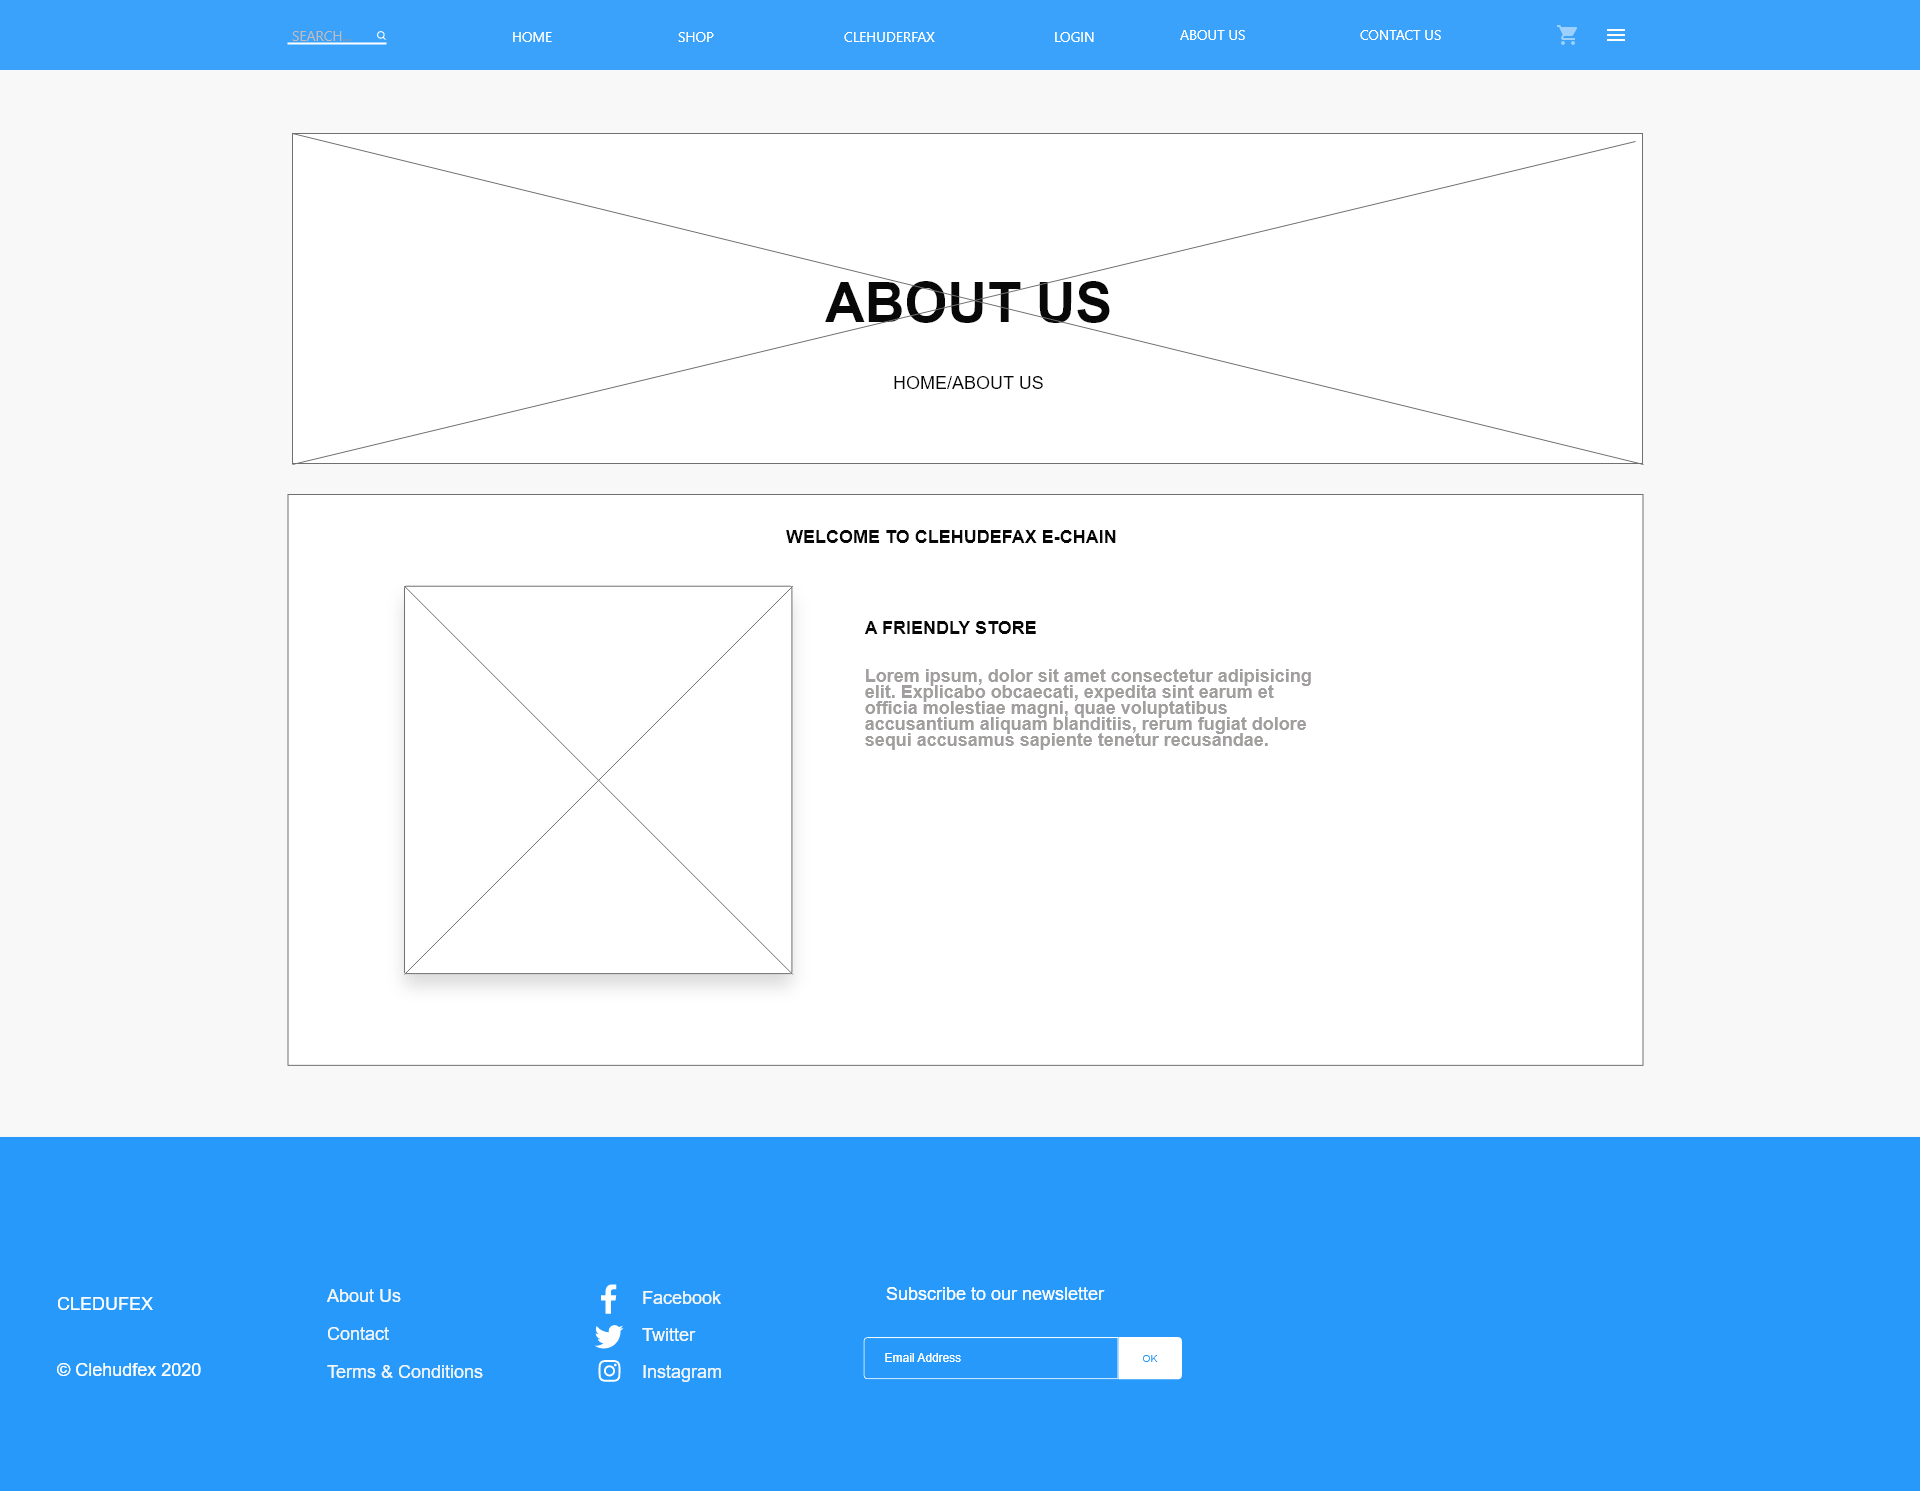 SEARCH
HOME
SHOP
CLEHUDERFAX
LOGIN
ABOUT US
CONTACT US
ABOUT US
HOME/ABOUT US
WELCOME TO CLEHUDEFAX E-CHAIN
A FRIENDLY STORE
Lorem ipsum, dolor sit amet consectetur adipisicing
elit. Explicabo obcaecati, expedita sint earum et
officia molestiae magni, quae voluptatibus
accusantium aliquam blanditiis, rerum fugiat dolore
sequi accusamus sapiente tenetur recusandae.
CLEDUFEX
© Clehudfex 2020
About Us
Contact
Terms & Conditions
Facebook
Twitter
Instagram
Subscribe to our newsletter
Email Address
OK